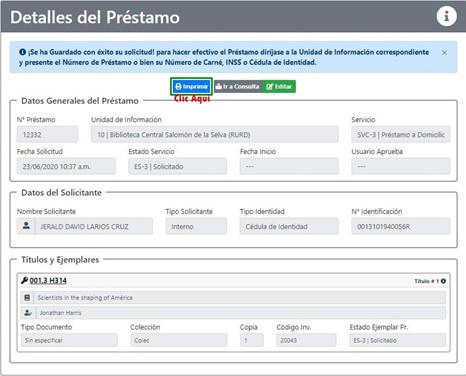 Detalles del Préstamo
¡Se ha Guardado con éxito su solicitud! para hacer efectivo el Préstamo diríjase a la Unidad de Información correspondiente
y presente el Número de Préstamo o bien su Número de Carné, INSS o Cédula de Identidad.
×
Imprimir Ir a Consulta Editar
Clic Aquí
Datos Generales del Préstamo
N° Préstamo Unidad de Información Servicio
12332 10 | Biblioteca Central Salomón de la Selva (RURD) SVC-3 | Préstamo a Domicilic
Fecha Solicitud Estado Servicio Fecha Inicio Usuario Aprueba
23/06/2020 10:37 a.m. ES-3 | Solicitado --- ---
Datos del Solicitante
Nombre Solicitante Tipo Solicitante Tipo Identidad N° Identificación
JERALD DAVID LARIOS CRUZ Interno Cédula de Identidad 0013101940056R
Títulos y Ejemplares
001.3 H314 Título # 1
Scientists in the shaping of América
Jonathan Harris
Tipo Documento Colección Copia Código Inv. Estado Ejemplar Pr.
Sin especificar Colec 1 20043 ES-3 | Solicitado